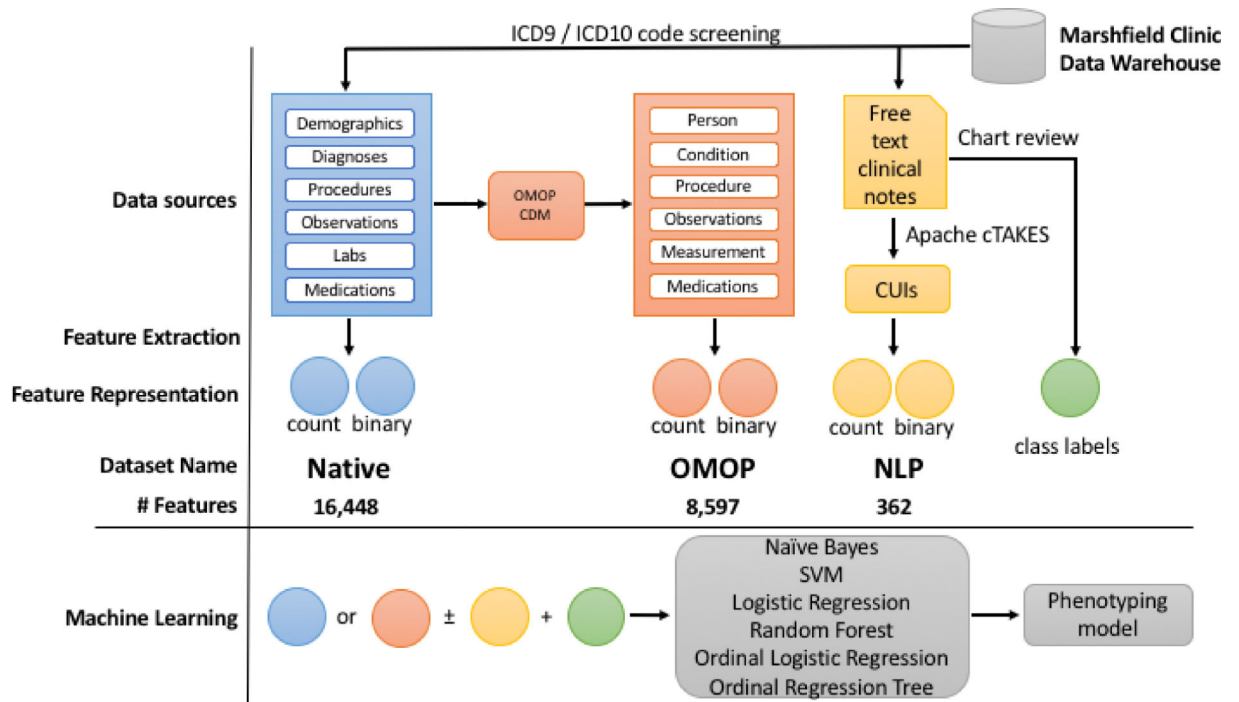 ICD9 / ICD10 code screening
Marshfield Clinic
Data Warehouse
Data sources
Demographics
Diagnoses
Procedures
Observations
Labs
Medications
OMOP
CDM
Person
Condition
Procedure
Observations
Measurement
Medications
Free
text
clinical
notes
Chart review
Apache cTAKES
CUIs
Feature Extraction
Feature Representation
count binary
count binary
count binary
class labels
Dataset Name
Native
OMOP
NLP
# Features
16,448
8,597
362
Machine Learning
or
±
+
Naïve Bayes
SVM
Logistic Regression
Random Forest
Ordinal Logistic Regression
Ordinal Regression Tree
Phenotyping
model